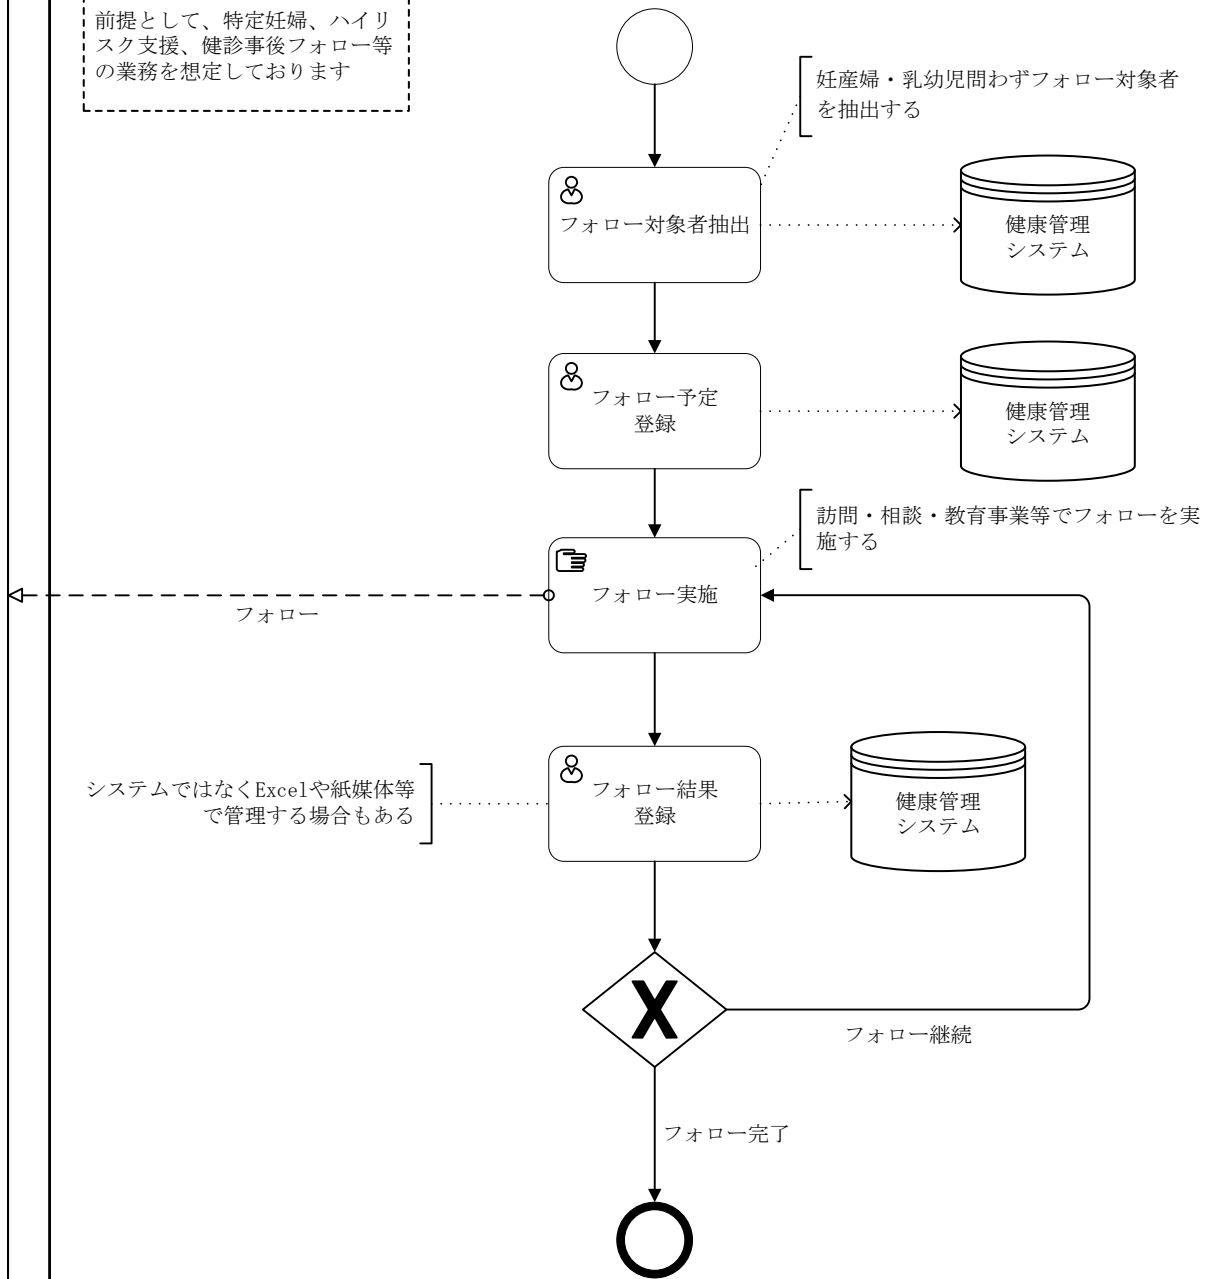 前提として、特定妊婦、ハイリ
スク支援、健診事後フォロー等
の業務を想定しております
妊産婦・乳幼児問わずフォロー対象者
を抽出する
フォロー対象者抽出
健康管理
システム
フォロー予定
登録
健康管理
システム
訪問・相談・教育事業等でフォローを実
施する
フォロー実施
フォロー
システムではなくExcelや紙媒体等
で管理する場合もある
フォロー結果
登録
健康管理
システム
X
フォロー継続
フォロー完了